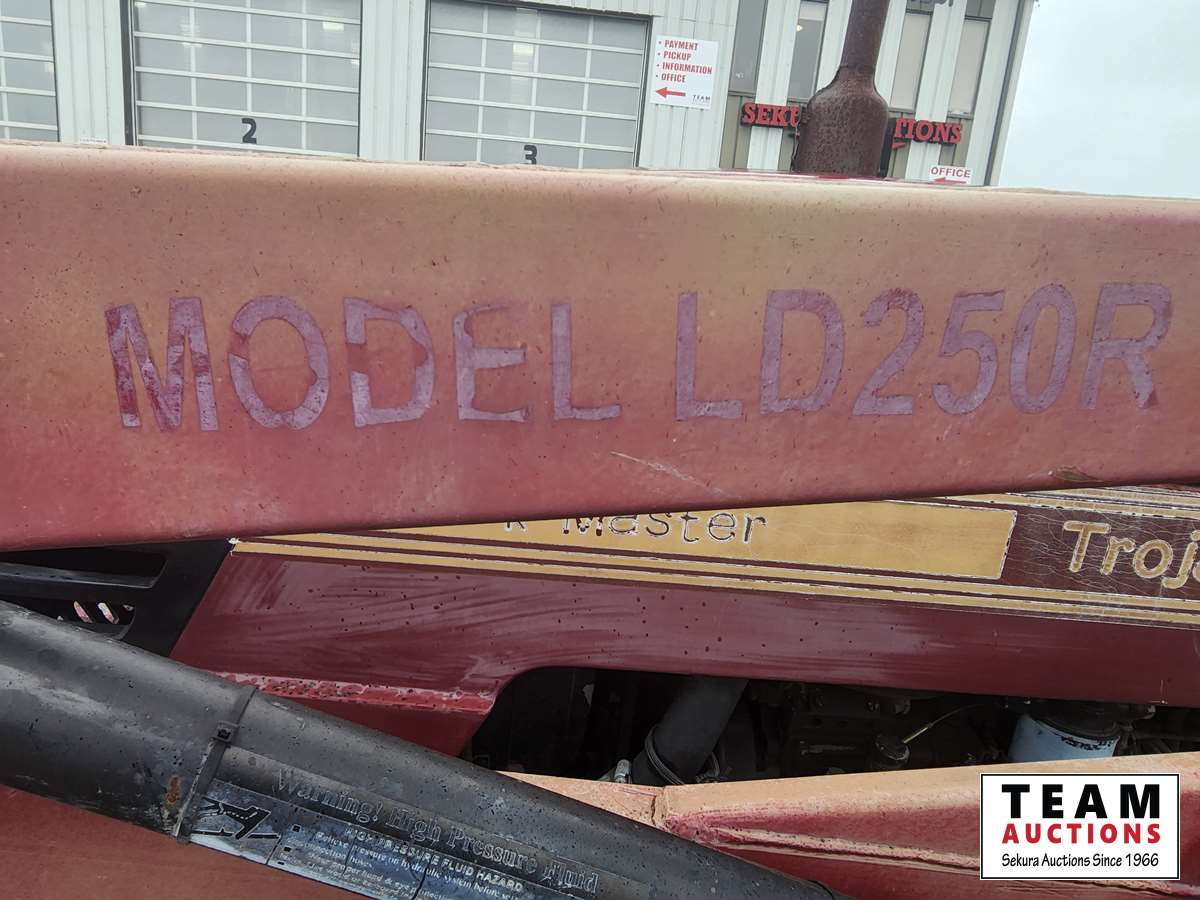 • PAYMENT
• PICKUP
• INFORMATION
• OFFICE
TEAM
2
3
OFFICE
MODEL LD250R
Master
Warning! High Pressure Fluid
HIGH PRESSURE FLUID HAZARD
TEAM
AUCTIONS
Sekura Auctions Since 1966